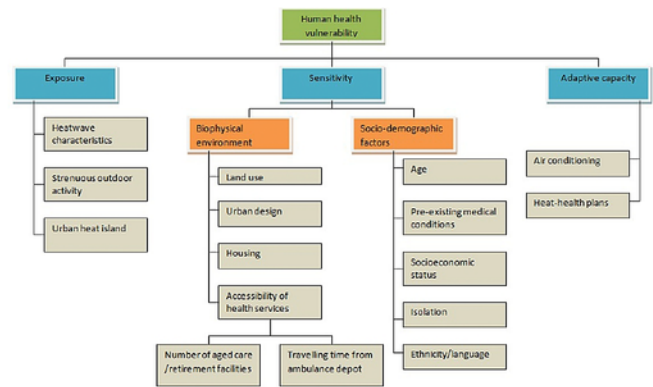 Human health
vulnerability
Exposure
Sensitivity
Adaptive capacity
Heatwave
characteristics
Strenuous outdoor
activity
Urban heat island
Biophysical
environment
Land use
Urban design
Housing
Accessibility of
health services
Number of aged care
/retirement facilities
Travelling time from
ambulance depot
Socio-demographic
factors
Age
Pre-existing medical
conditions
Socioeconomic
status
Isolation
Ethnicity/language
Air conditioning
Heat-health plans